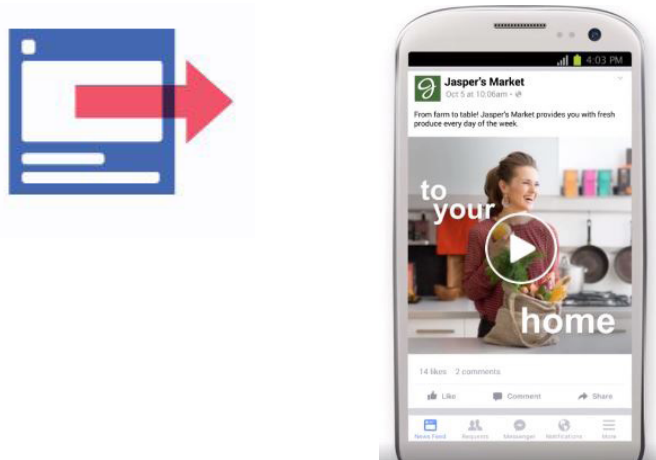 4:03 PM
Jasper's Market
Oct 5 at 10:06am
From farm to table! Jasper's Market provides you with fresh
produce every day of the week.
to
your
home
14 likes 2 comments
Like Comment Share
News Feed Requests Messenger Notifications More